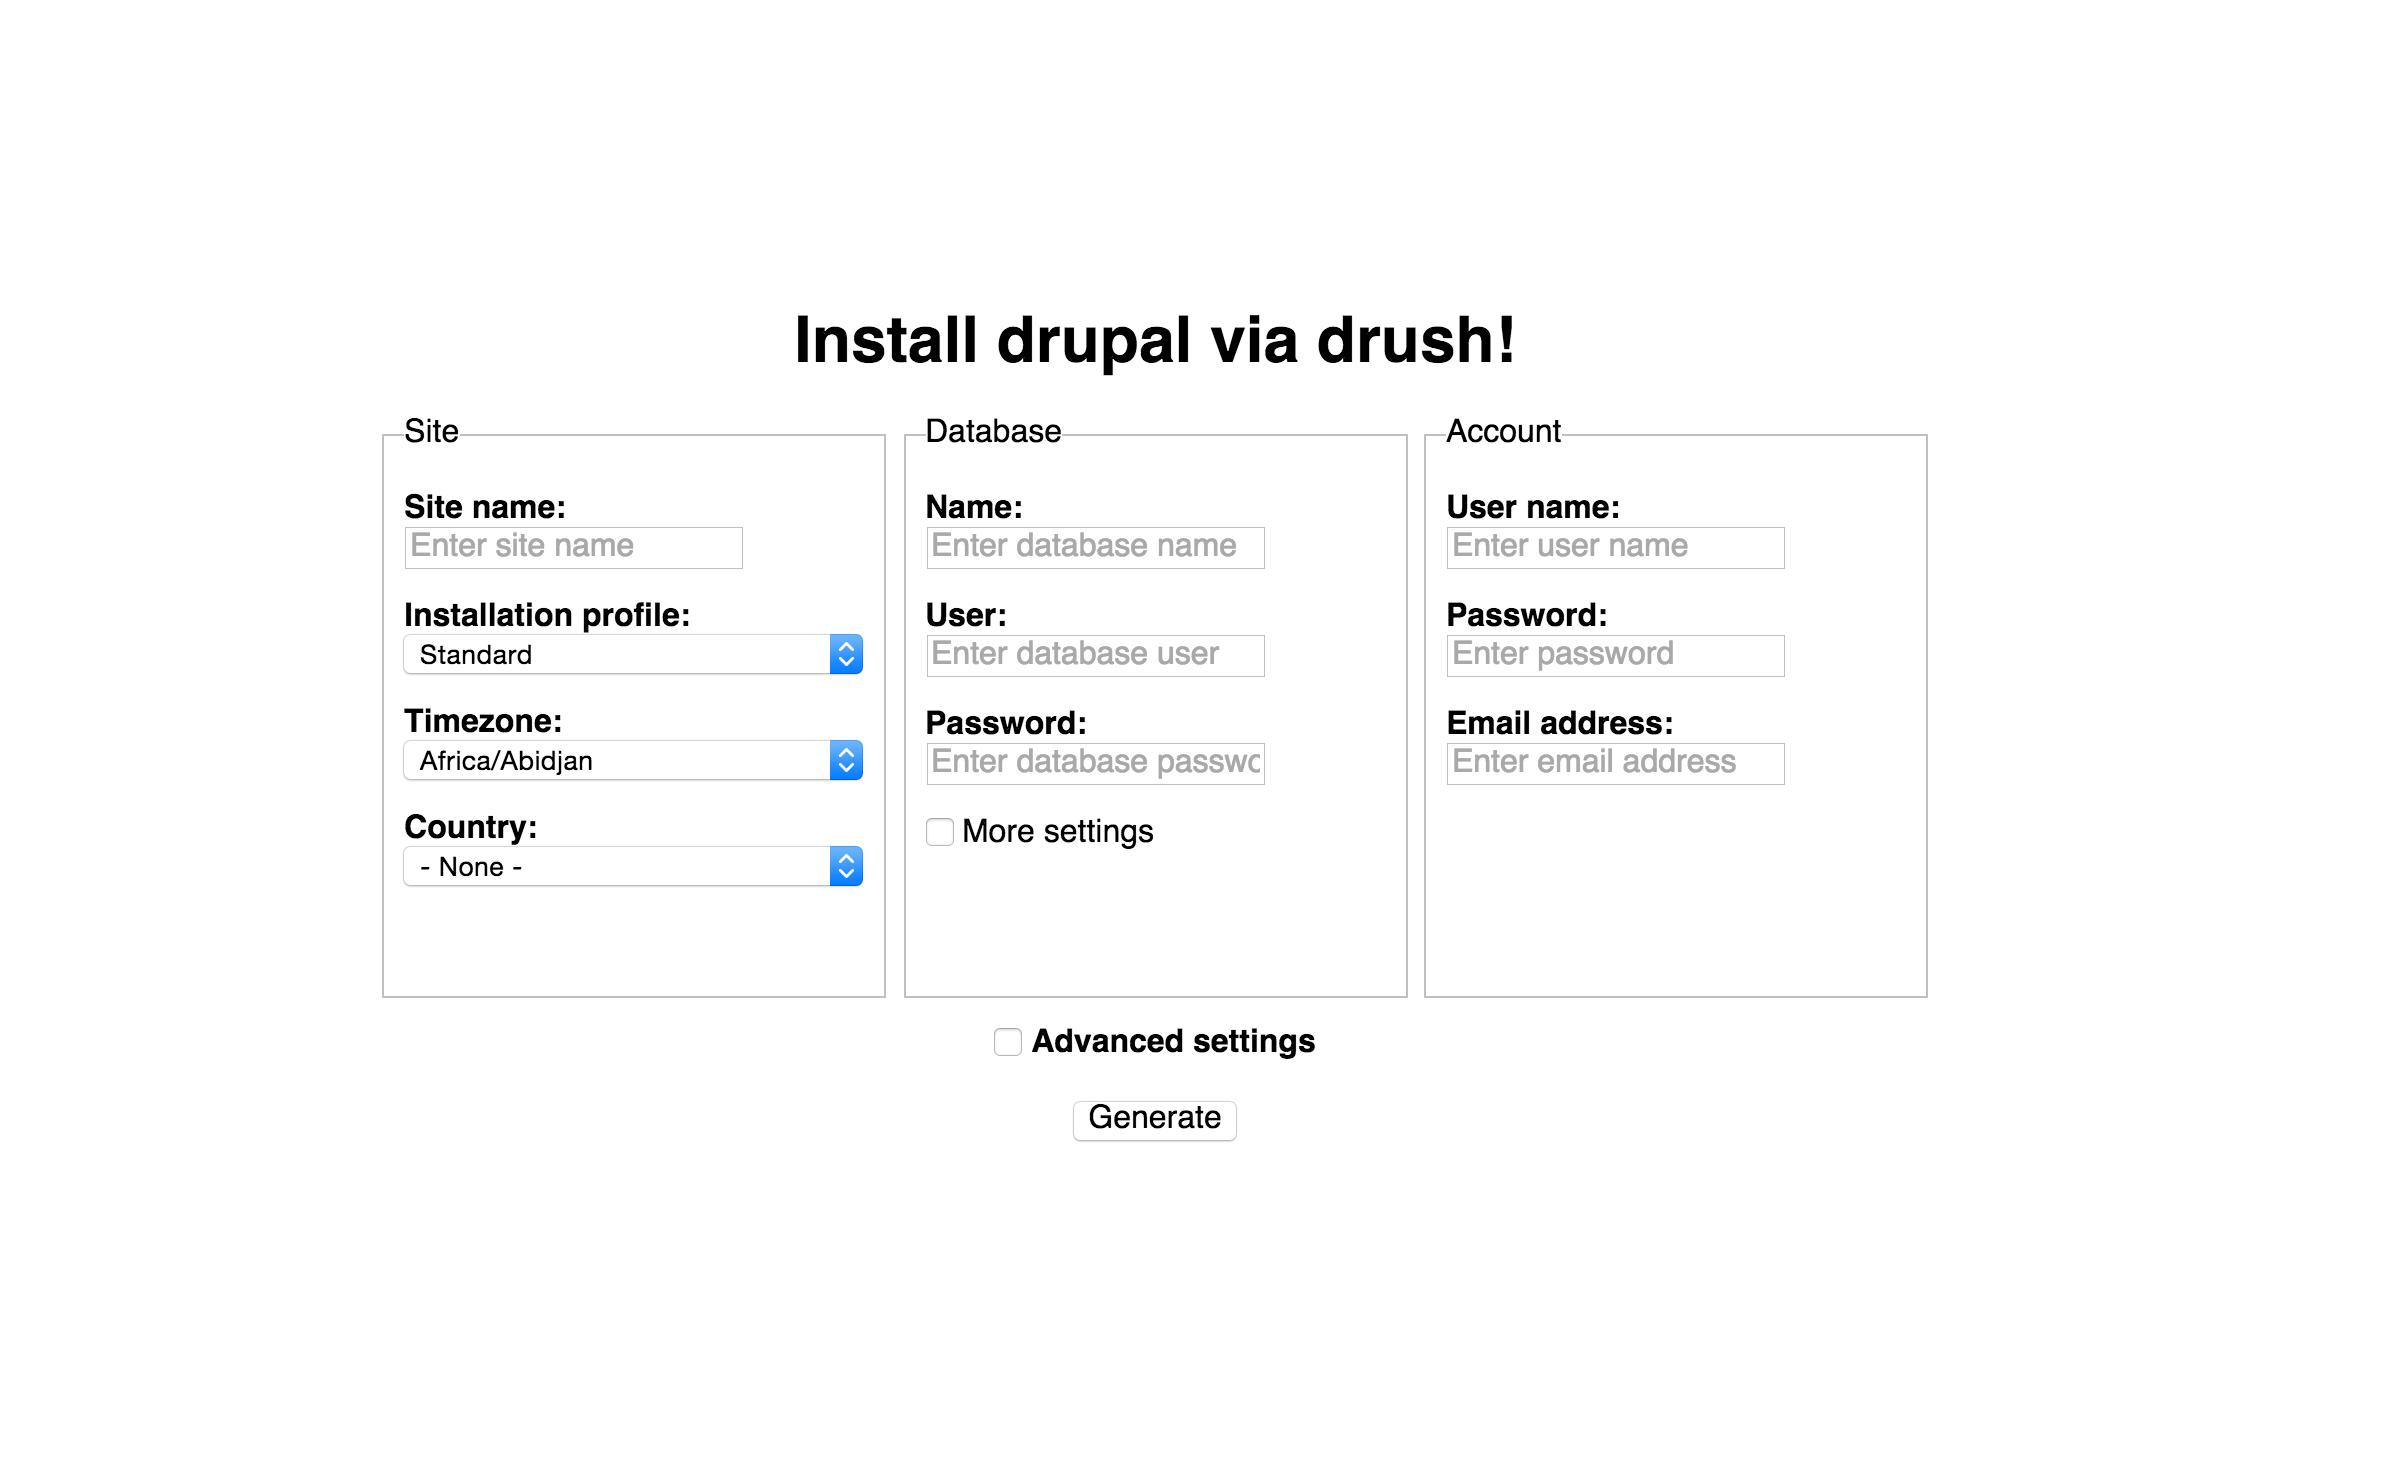 Install drupal via drush!
Site
Site name:
Enter site name
Installation profile:
Standard
Timezone:
Africa/Abidjan
Country:
- None -
Database
Name:
Enter database name
User:
Enter database user
Password:
Enter database passwo
More settings
Account
User name:
Enter user name
Password:
Enter password
Email address:
Enter email address
Advanced settings
Generate